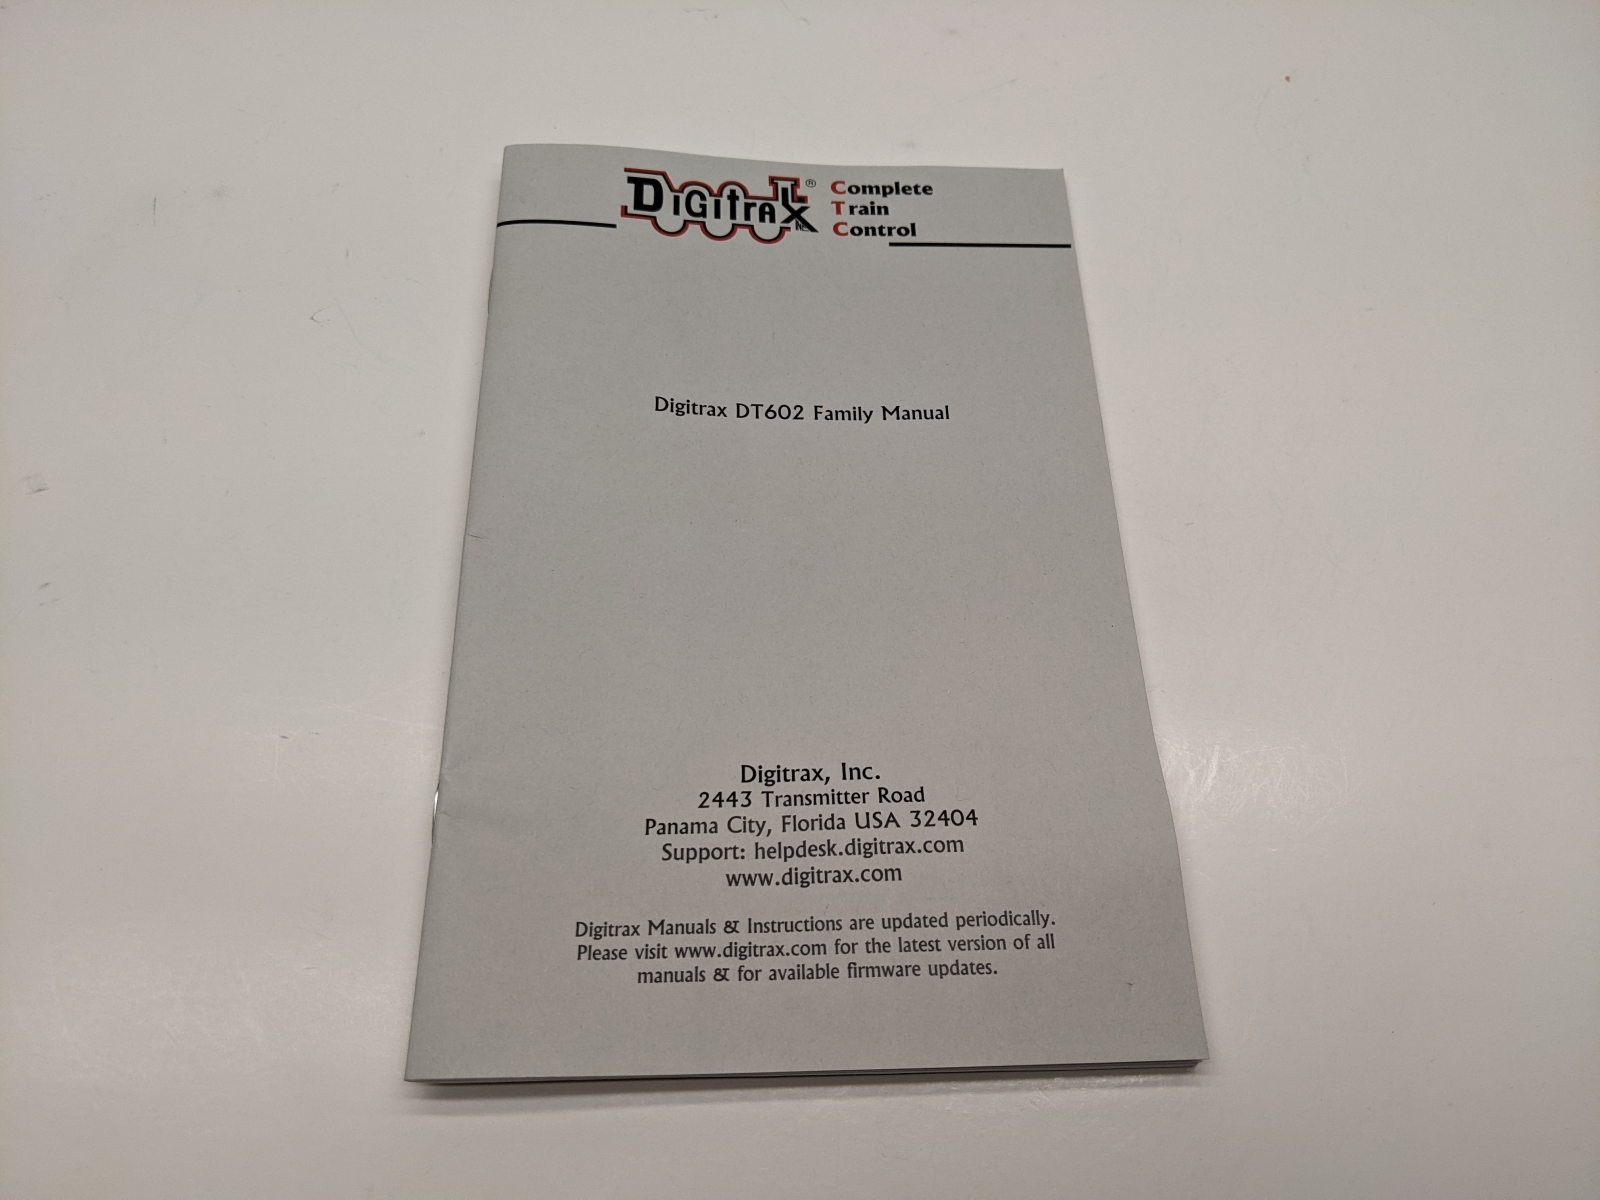 Digitrax INC. ® Complete
Train
Control
Digitrax DT602 Family Manual
Digitrax, Inc.
2443 Transmitter Road
Panama City, Florida USA 32404
Support: helpdesk.digitrax.com
www.digitrax.com
Digitrax Manuals & Instructions are updated periodically.
Please visit www.digitrax.com for the latest version of all
manuals & for available firmware updates.